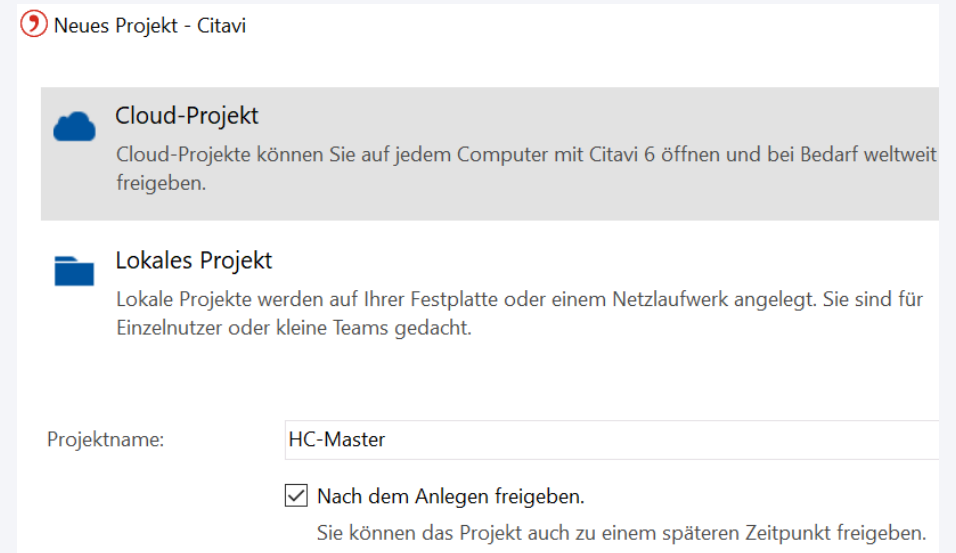 Neues Projekt - Citavi
Cloud-Projekt
Cloud-Projekte können Sie auf jedem Computer mit Citavi 6 öffnen und bei Bedarf weltweit
freigeben.
Lokales Projekt
Lokale Projekte werden auf Ihrer Festplatte oder einem Netzlaufwerk angelegt. Sie sind für
Einzelnutzer oder kleine Teams gedacht.
Projektname: HC-Master
Nach dem Anlegen freigeben.
Sie können das Projekt auch zu einem späteren Zeitpunkt freigeben.